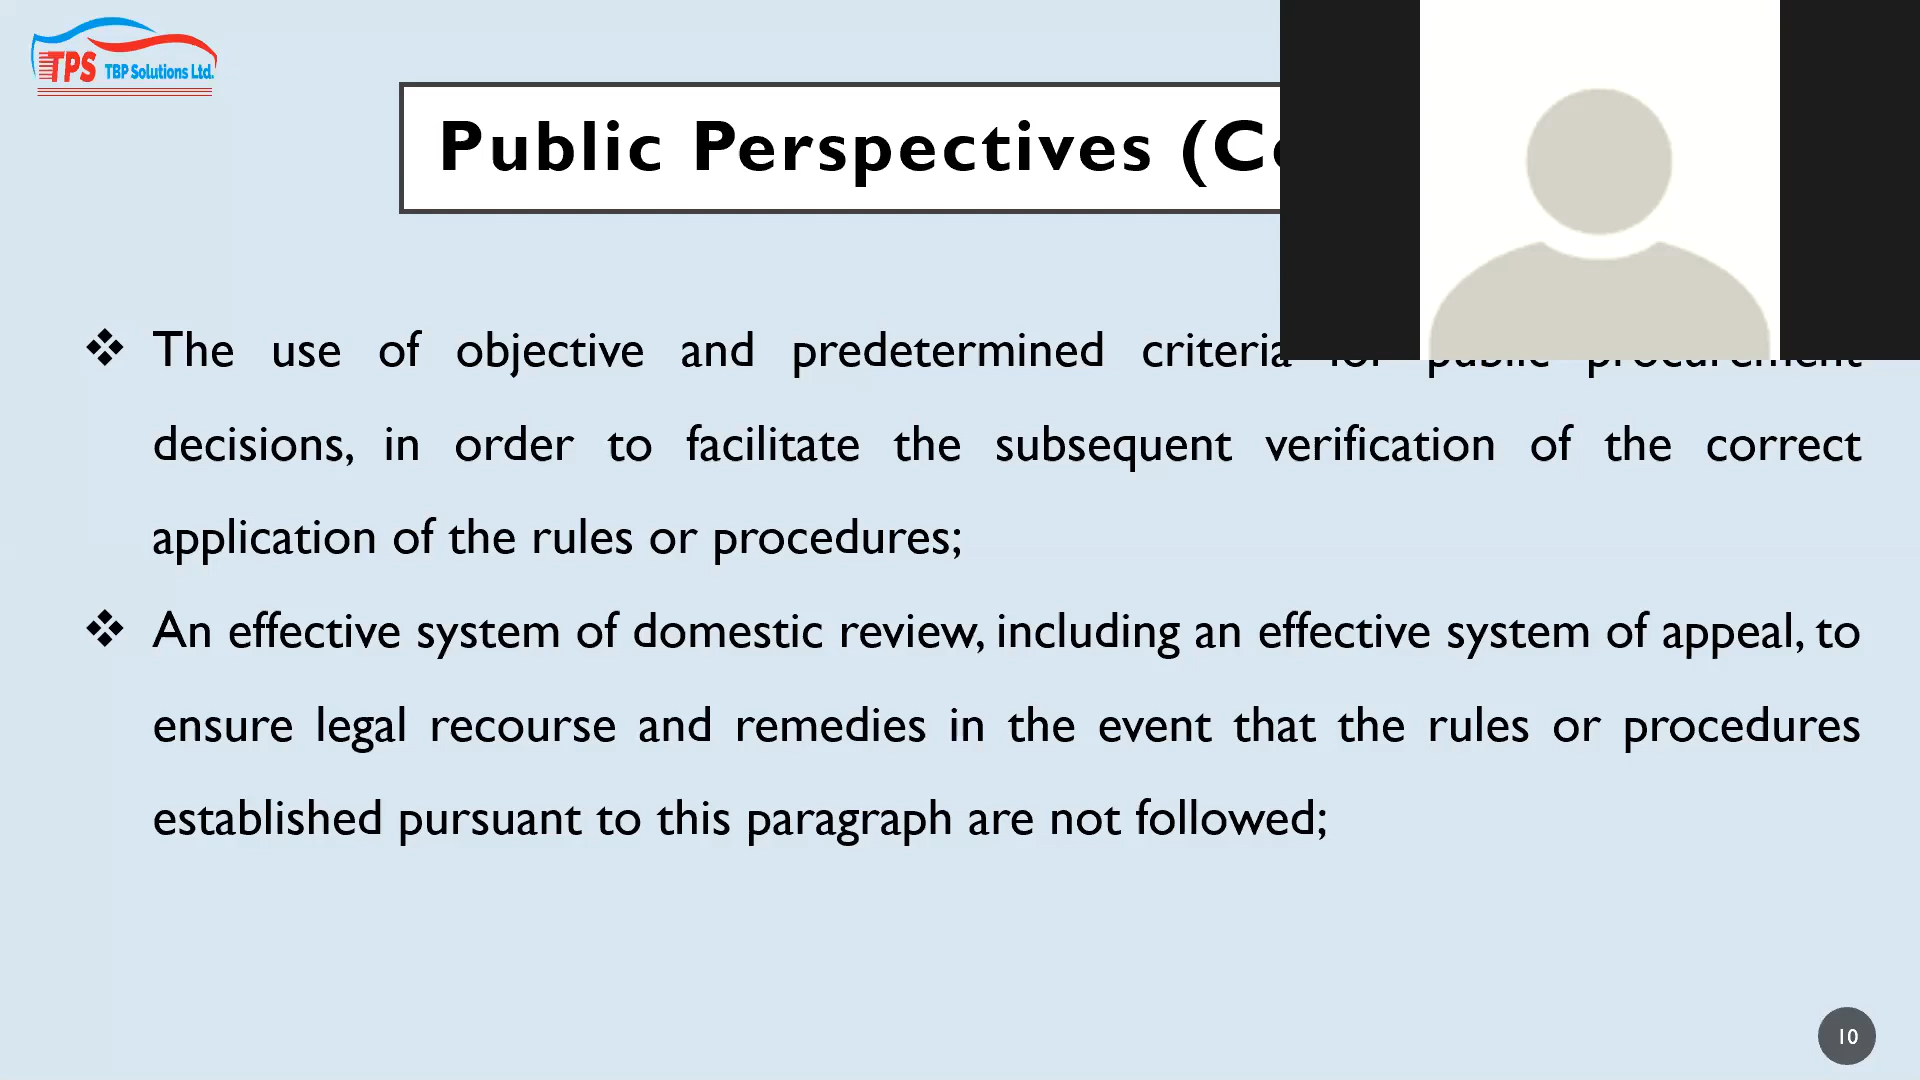 TPS TBP Solutions Ltd.
Public Perspectives (C
❖ The use of objective and predetermined criteria for public procurement
decisions, in order to facilitate the subsequent verification of the correct
application of the rules or procedures;
❖ An effective system of domestic review, including an effective system of appeal, to
ensure legal recourse and remedies in the event that the rules or procedures
established pursuant to this paragraph are not followed;
10